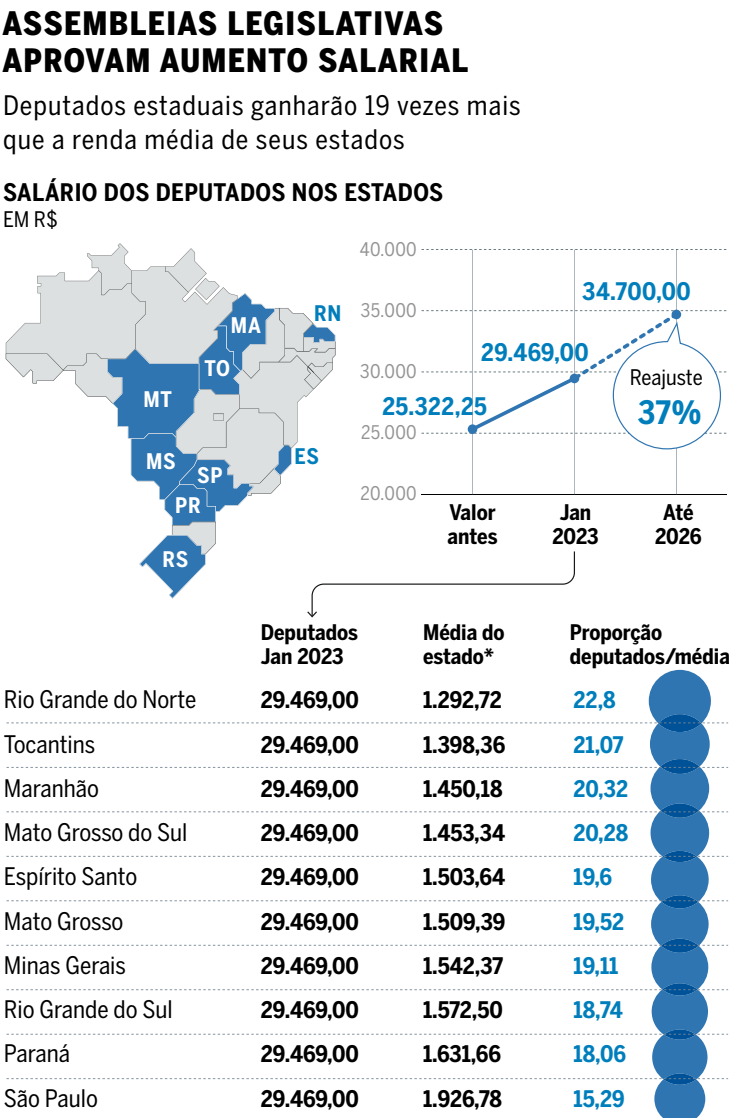 ASSEMBLEIAS LEGISLATIVAS
APROVAM AUMENTO SALARIAL
Deputados estaduais ganharão 19 vezes mais
que a renda média de seus estados
SALÁRIO DOS DEPUTADOS NOS ESTADOS
EM R$
RN
MA
TO
MT
MS
SP
ES
PR
RS
40.000
35.000
30.000
25.000
20.000
34.700,00
29.469,00
25.322,25
Reajuste
37%
Valor antes
Jan 2023
Até 2026
Deputados Jan 2023
Média do estado*
Proporção deputados/média
Rio Grande do Norte 29.469,00 1.292,72 22,8
Tocantins 29.469,00 1.398,36 21,07
Maranhão 29.469,00 1.450,18 20,32
Mato Grosso do Sul 29.469,00 1.453,34 20,28
Espírito Santo 29.469,00 1.503,64 19,6
Mato Grosso 29.469,00 1.509,39 19,52
Minas Gerais 29.469,00 1.542,37 19,11
Rio Grande do Sul 29.469,00 1.572,50 18,74
Paraná 29.469,00 1.631,66 18,06
São Paulo 29.469,00 1.926,78 15,29